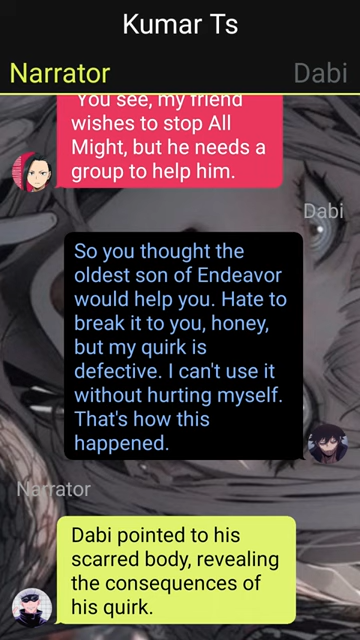 Kumar Ts
Narrator
Dabi
You see, my friend
wishes to stop All
Might, but he needs a
group to help him.
Dabi
So you thought the
oldest son of Endeavor
would help you. Hate to
break it to you, honey,
but my quirk is
defective. I can't use it
without hurting myself.
That's how this
happened.
Narrator
Dabi pointed to his
scarred body, revealing
the consequences of
his quirk.